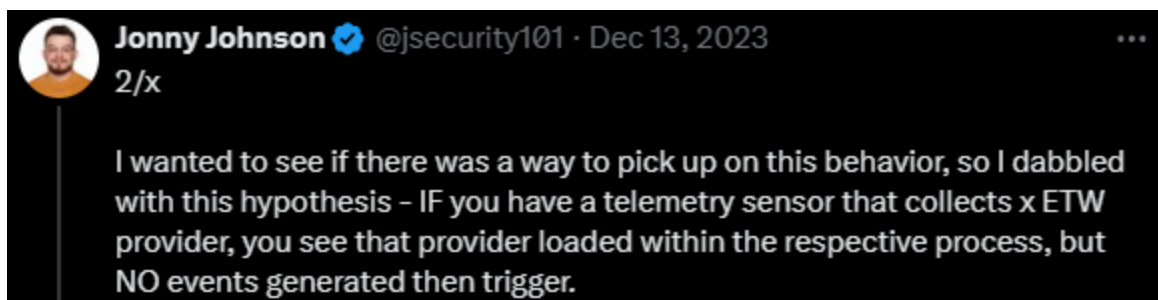 Jonny Johnson @jsecurity101 · Dec 13, 2023
2/x
I wanted to see if there was a way to pick up on this behavior, so I dabbled
with this hypothesis - IF you have a telemetry sensor that collects x ETW
provider, you see that provider loaded within the respective process, but
NO events generated then trigger.